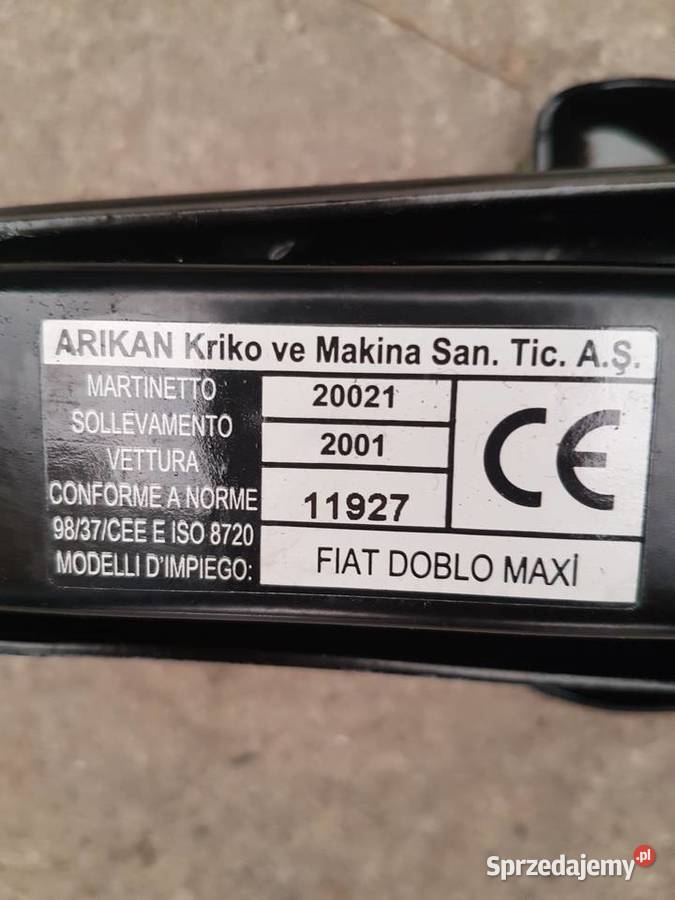 ARIKAN Kriko ve Makina San. Tic. A.Ş.
MARTINETTO
SOLLEVAMENTO
VETTURA
CONFORME A NORME
98/37/CEE E ISO 8720
MODELLI D'IMPIEGO:
20021
2001
11927
FIAT DOBLO MAXİ
CE
Sprzedajemy.pl